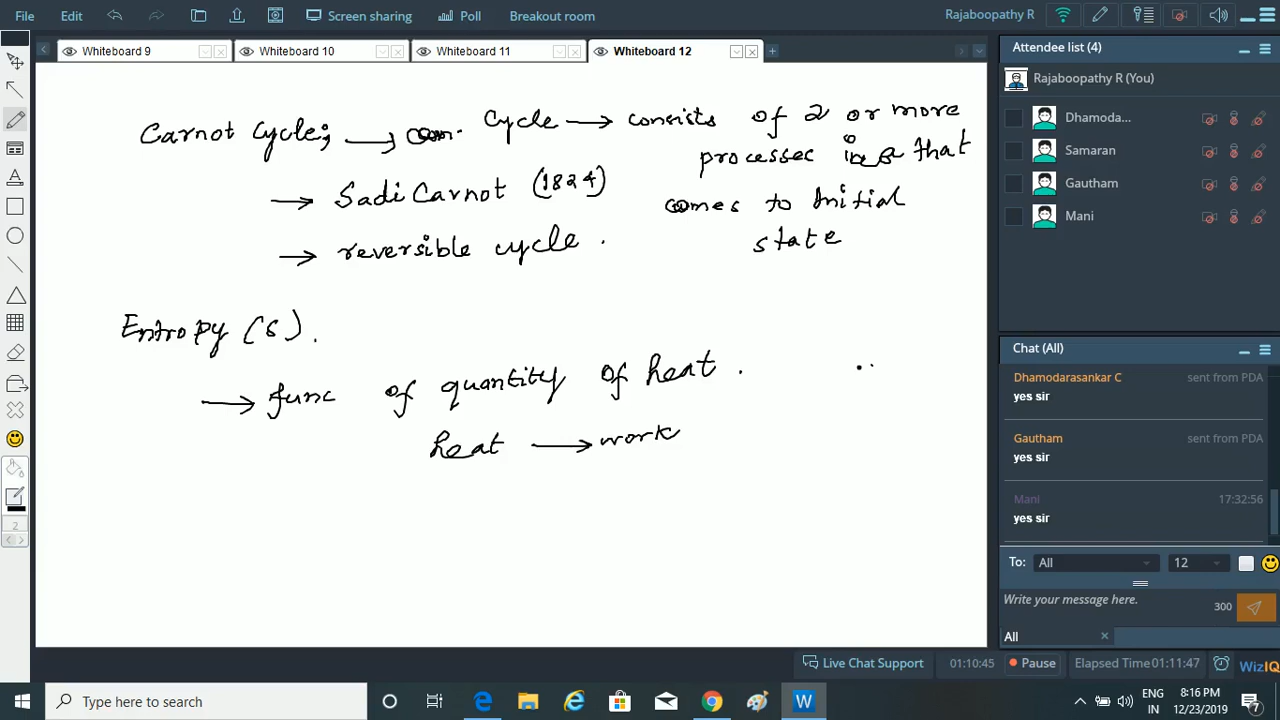 File Edit Screen sharing Poll Breakout room Rajaboopathy R
Whiteboard 9 Whiteboard 10 Whiteboard 11 Whiteboard 12
Carnot Cycle; → Cycle → consists of 2 or more
processes that
comes to Initial
state
→ Sadi Carnot (1824)
→ reversible cycle.
Entropy (S).
→ func of quantity of heat.
heat → work
Attendee list (4)
Rajaboopathy R (You)
Dhamoda...
Samaran
Gautham
Mani
Chat (All)
Dhamodarasankar C sent from PDA
yes sir
Gautham sent from PDA
yes sir
Mani 17:32:56
yes sir
To: All 12
Write your message here. 300
All
2
Live Chat Support 01:10:45 Pause Elapsed Time 01:11:47 WizIQ
Type here to search
ENG 8:16 PM
IN 12/23/2019 7